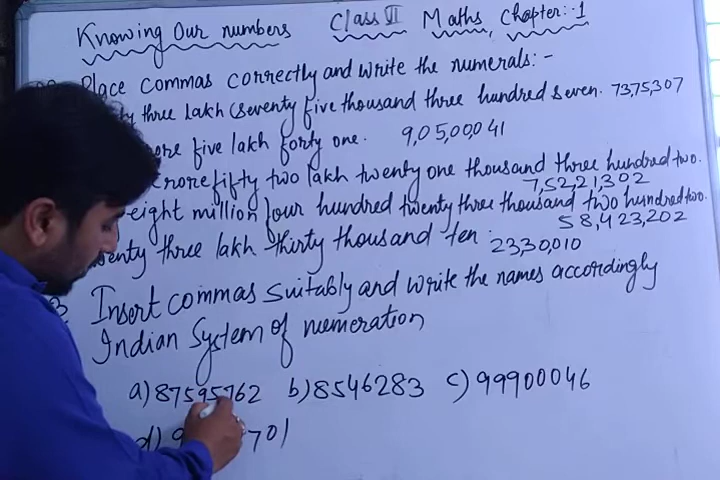 Knowing Our numbers Class VI Maths, Chapter:-1
Place commas correctly and write the numerals:-
three lakh seventy five thousand three hundred seven. 73,75,307
five lakh forty one. 9,05,00,041
crore fifty two lakh twenty one thousand three hundred two.
7,52,21,302
eight million four hundred twenty three thousand two hundred two.
58,423,202
three lakh thirty thousand ten. 23,30,010
Insert commas suitably and write the names accordingly
Indian System of numeration
a) 87595762 b) 8546283 c) 99900046
d) 701